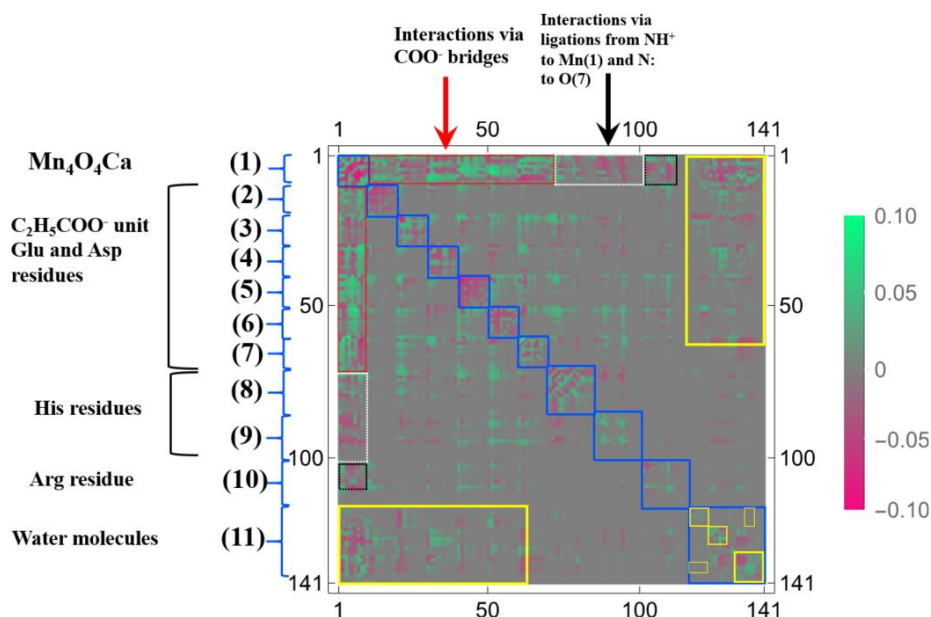 Interactions via
COO⁻ bridges
Interactions via
ligations from NH⁺
to Mn(1) and N:
to O(7)
1 50 100 141
Mn₄O₄Ca
C₂H₅COO⁻ unit
Glu and Asp
residues
His residues
Arg residue
Water molecules
(1)
(2)
(3)
(4)
(5)
(6)
(7)
(8)
(9)
(10)
(11)
1
50
100
141
1
50
100
141
1 50 100 141
0.10
0.05
0
−0.05
−0.10